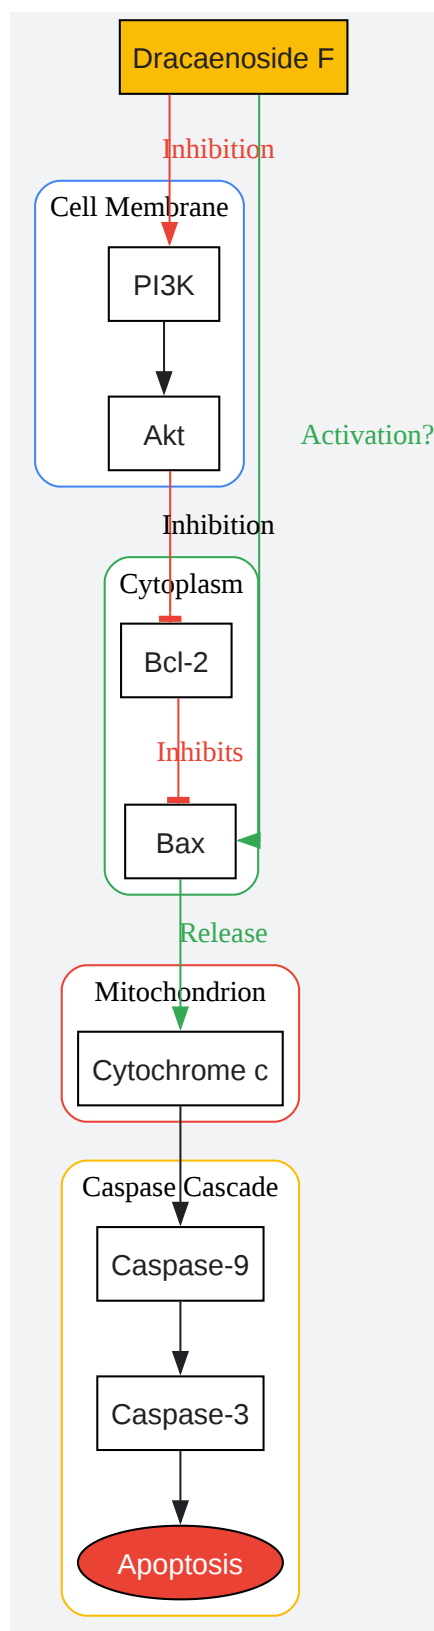 Dracaenoside F
Inhibition
Cell Membrane
PI3K
Akt
Activation?
Inhibition
Cytoplasm
Bcl-2
Inhibits
Bax
Release
Mitochondrion
Cytochrome c
Caspase Cascade
Caspase-9
Caspase-3
Apoptosis